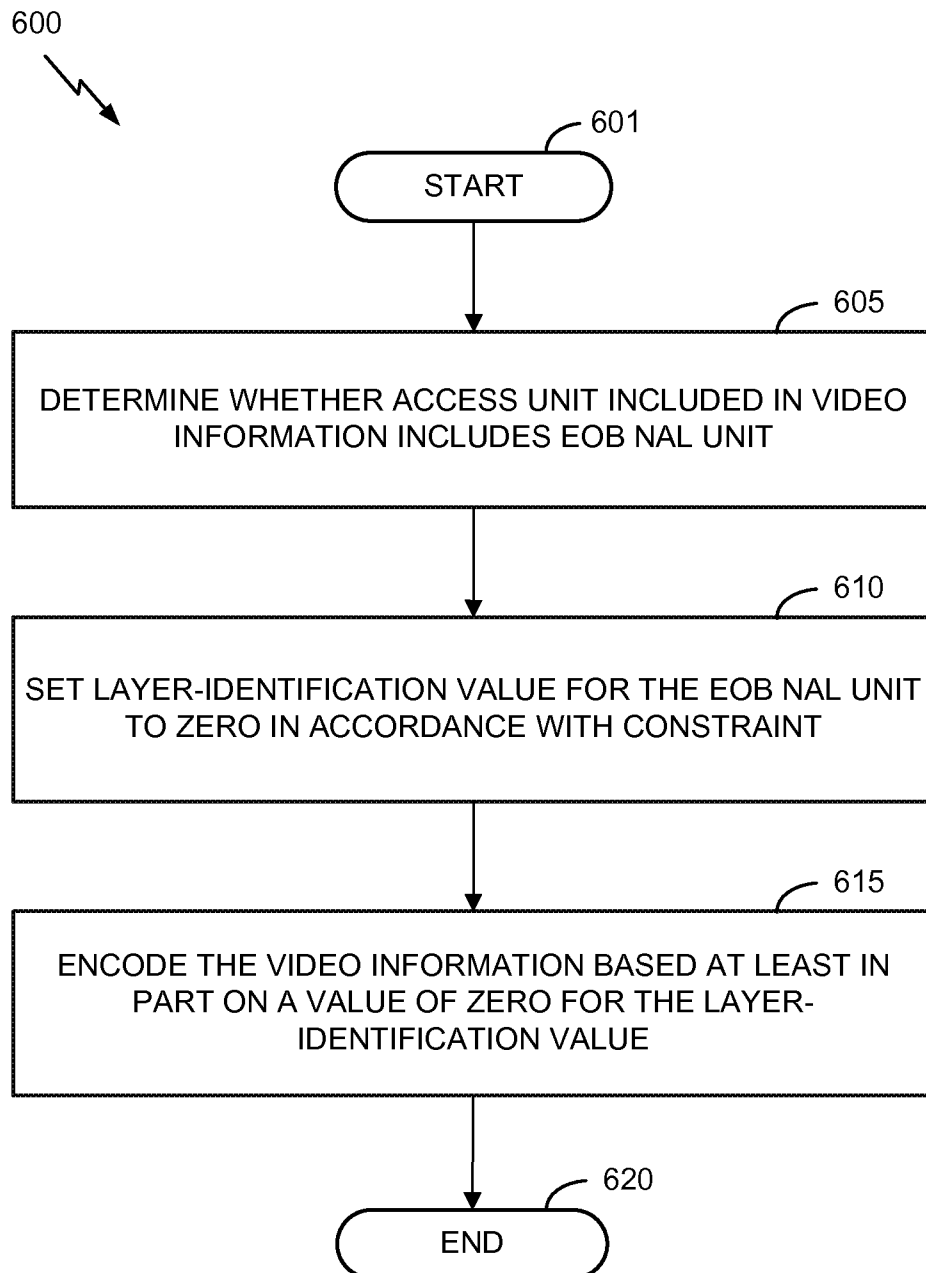 600
601
START
605
DETERMINE WHETHER ACCESS UNIT INCLUDED IN VIDEO
INFORMATION INCLUDES EOB NAL UNIT
610
SET LAYER-IDENTIFICATION VALUE FOR THE EOB NAL UNIT
TO ZERO IN ACCORDANCE WITH CONSTRAINT
615
ENCODE THE VIDEO INFORMATION BASED AT LEAST IN
PART ON A VALUE OF ZERO FOR THE LAYER-
IDENTIFICATION VALUE
620
END